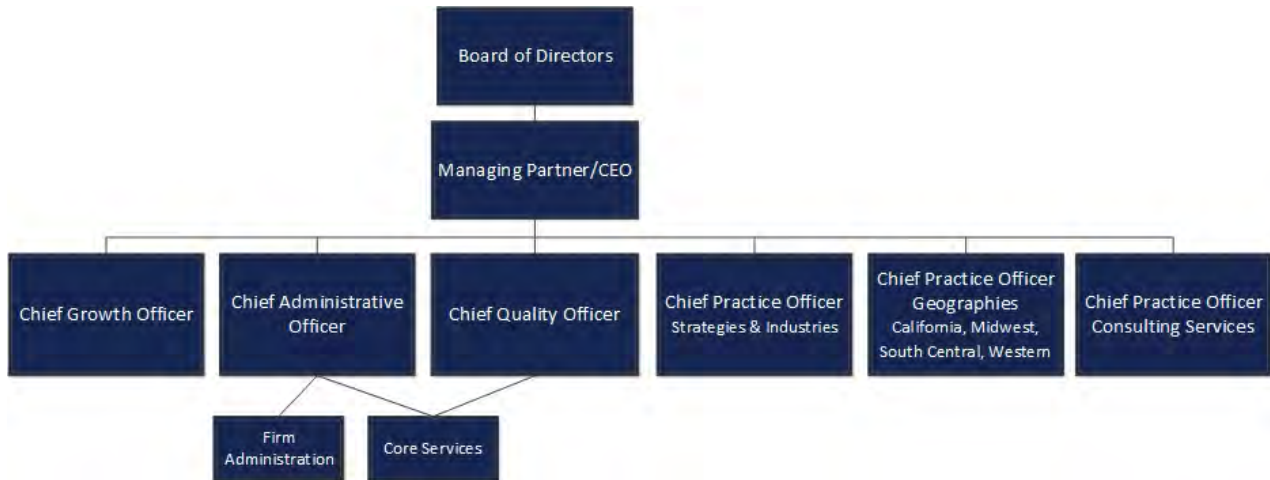 Board of Directors
Managing Partner/CEO
Chief Growth Officer
Chief Administrative
Officer
Chief Quality Officer
Chief Practice Officer
Strategies & Industries
Chief Practice Officer
Geographies
California, Midwest,
South Central, Western
Chief Practice Officer
Consulting Services
Firm
Administration
Core Services